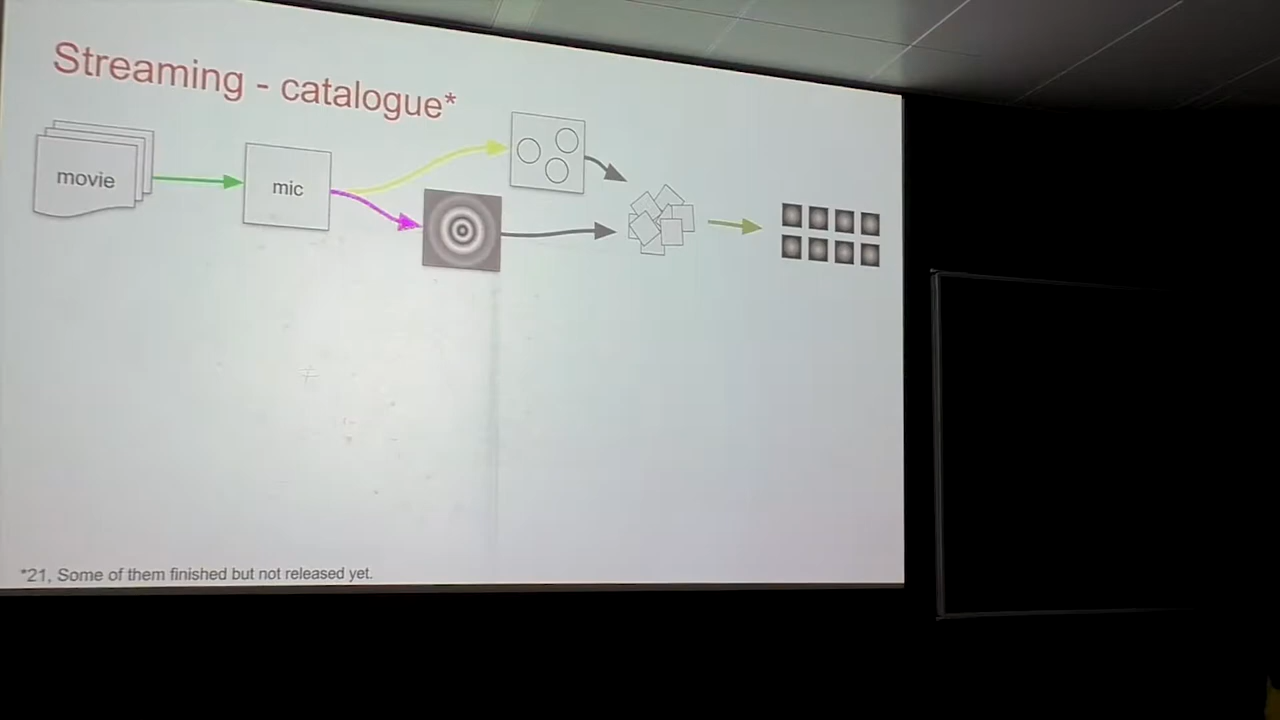 Streaming - catalogue*
movie
mic
*21, Some of them finished but not released yet.